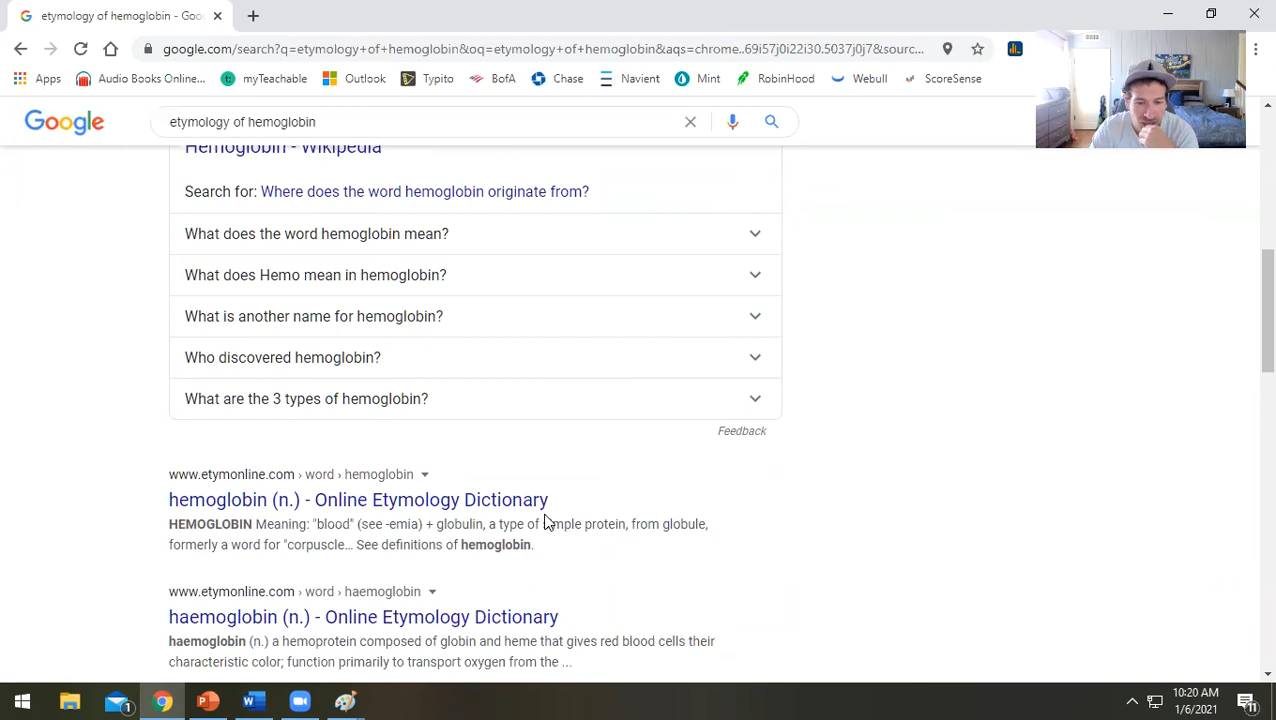 etymology of hemoglobin - Goo
google.com/search?q=etymology+of+hemoglobin&oq=etymology+of+hemoglobin&aqs=chrome..69i57j0i22i30.5037j0j7&sourc...
Apps Audio Books Online... myTeachable Outlook Typito BofA Chase Navient Mint RobinHood Webull ScoreSense
Google etymology of hemoglobin
Hemoglobin - Wikipedia
Search for: Where does the word hemoglobin originate from?
What does the word hemoglobin mean?
What does Hemo mean in hemoglobin?
What is another name for hemoglobin?
Who discovered hemoglobin?
What are the 3 types of hemoglobin?
Feedback
www.etymonline.com › word › hemoglobin
hemoglobin (n.) - Online Etymology Dictionary
HEMOGLOBIN Meaning: "blood" (see -emia) + globulin, a type of simple protein, from globule,
formerly a word for "corpuscle... See definitions of hemoglobin.
www.etymonline.com › word › haemoglobin
haemoglobin (n.) - Online Etymology Dictionary
haemoglobin (n.) a hemoprotein composed of globin and heme that gives red blood cells their
characteristic color; function primarily to transport oxygen from the ...
10:20 AM
1/6/2021
1
11